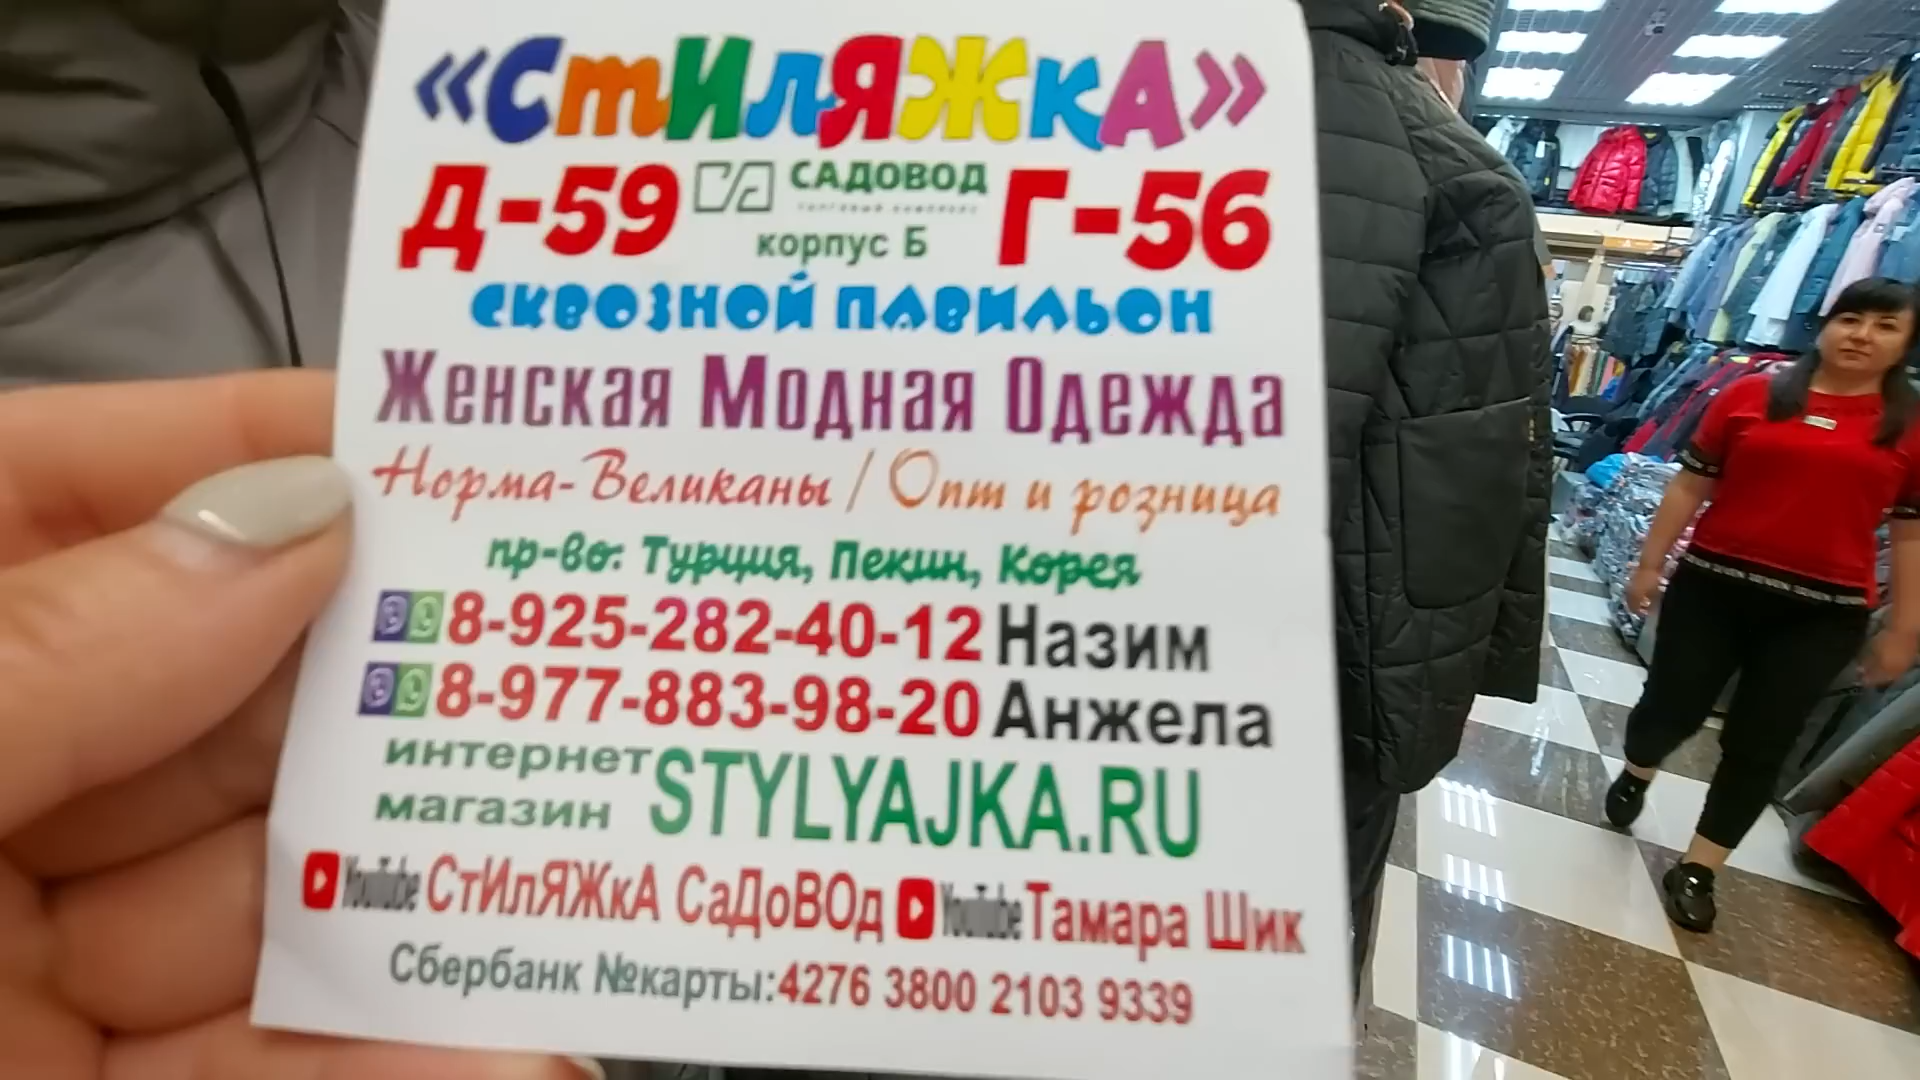 «СтИлЯЖкА»
Д-59 САДОВОД Г-56
корпус Б
сквозной павильон
Женская Модная Одежда
Норма-Великаны / Опт и розница
пр-во: Турция, Пекин, Корея
8-925-282-40-12 Назим
8-977-883-98-20 Анжела
интернет магазин STYLYAJKA.RU
YouTube СтИлЯЖкА СаДоВОд YouTube Тамара Шик
Сбербанк №карты: 4276 3800 2103 9339